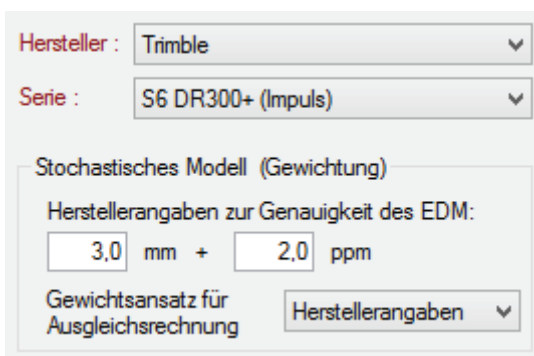 Hersteller : Trimble
Serie : S6 DR300+ (Impuls)
Stochastisches Modell (Gewichtung)
Herstellerangaben zur Genauigkeit des EDM:
3,0 mm + 2,0 ppm
Gewichtsansatz für
Ausgleichsrechnung
Herstellerangaben